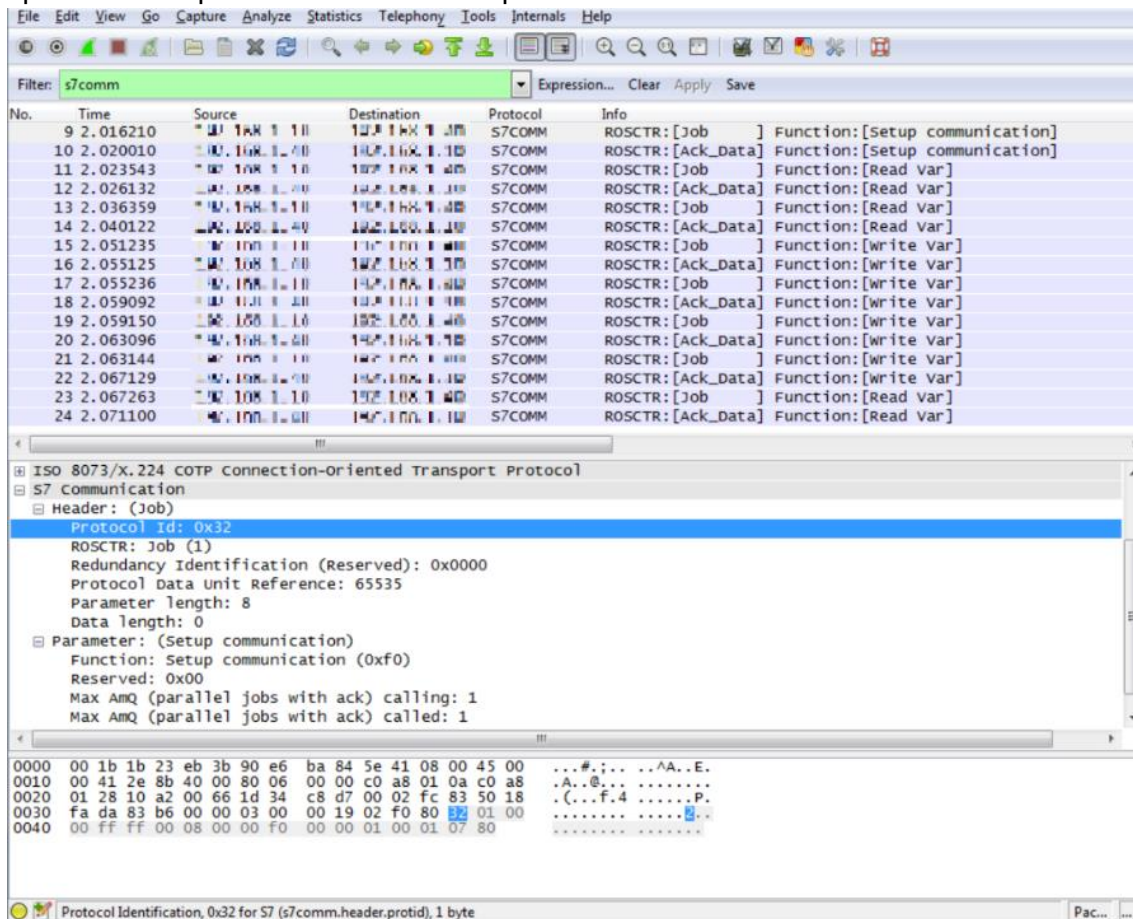 File Edit View Go Capture Analyze Statistics Telephony Tools Internals Help
Filter: s7comm Expression... Clear Apply Save
No. Time Source Destination Protocol Info
9 2.016210 S7COMM ROSCTR:[Job ] Function:[Setup communication]
10 2.020010 S7COMM ROSCTR:[Ack_Data] Function:[Setup communication]
11 2.023543 S7COMM ROSCTR:[Job ] Function:[Read Var]
12 2.026132 S7COMM ROSCTR:[Ack_Data] Function:[Read Var]
13 2.036359 S7COMM ROSCTR:[Job ] Function:[Read Var]
14 2.040122 S7COMM ROSCTR:[Ack_Data] Function:[Read Var]
15 2.051235 S7COMM ROSCTR:[Job ] Function:[Write Var]
16 2.055125 S7COMM ROSCTR:[Ack_Data] Function:[Write Var]
17 2.055236 S7COMM ROSCTR:[Job ] Function:[Write Var]
18 2.059092 S7COMM ROSCTR:[Ack_Data] Function:[Write Var]
19 2.059150 S7COMM ROSCTR:[Job ] Function:[Write Var]
20 2.063096 S7COMM ROSCTR:[Ack_Data] Function:[Write Var]
21 2.063144 S7COMM ROSCTR:[Job ] Function:[Write Var]
22 2.067129 S7COMM ROSCTR:[Ack_Data] Function:[Write Var]
23 2.067263 S7COMM ROSCTR:[Job ] Function:[Read Var]
24 2.071100 S7COMM ROSCTR:[Ack_Data] Function:[Read Var]
ISO 8073/X.224 COTP Connection-Oriented Transport Protocol
S7 Communication
Header: (Job)
Protocol Id: 0x32
ROSCTR: Job (1)
Redundancy Identification (Reserved): 0x0000
Protocol Data Unit Reference: 65535
Parameter length: 8
Data length: 0
Parameter: (Setup communication)
Function: Setup communication (0xf0)
Reserved: 0x00
Max AmQ (parallel jobs with ack) calling: 1
Max AmQ (parallel jobs with ack) called: 1
0000 00 1b 1b 23 eb 3b 90 e6 ba 84 5e 41 08 00 45 00 ...#.;.. ..^A..E.
0010 00 41 2e 8b 40 00 80 06 00 00 c0 a8 01 0a c0 a8 .A..@... ........
0020 01 28 10 a2 00 66 1d 34 c8 d7 00 02 fc 83 50 18 .(...f.4 ......P.
0030 fa da 83 b6 00 00 03 00 00 19 02 f0 80 32 01 00 ........ .....2..
0040 00 ff ff 00 08 00 00 f0 00 00 01 00 01 07 80 ........ .......
Protocol Identification, 0x32 for S7 (s7comm.header.protid), 1 byte Pac... ...